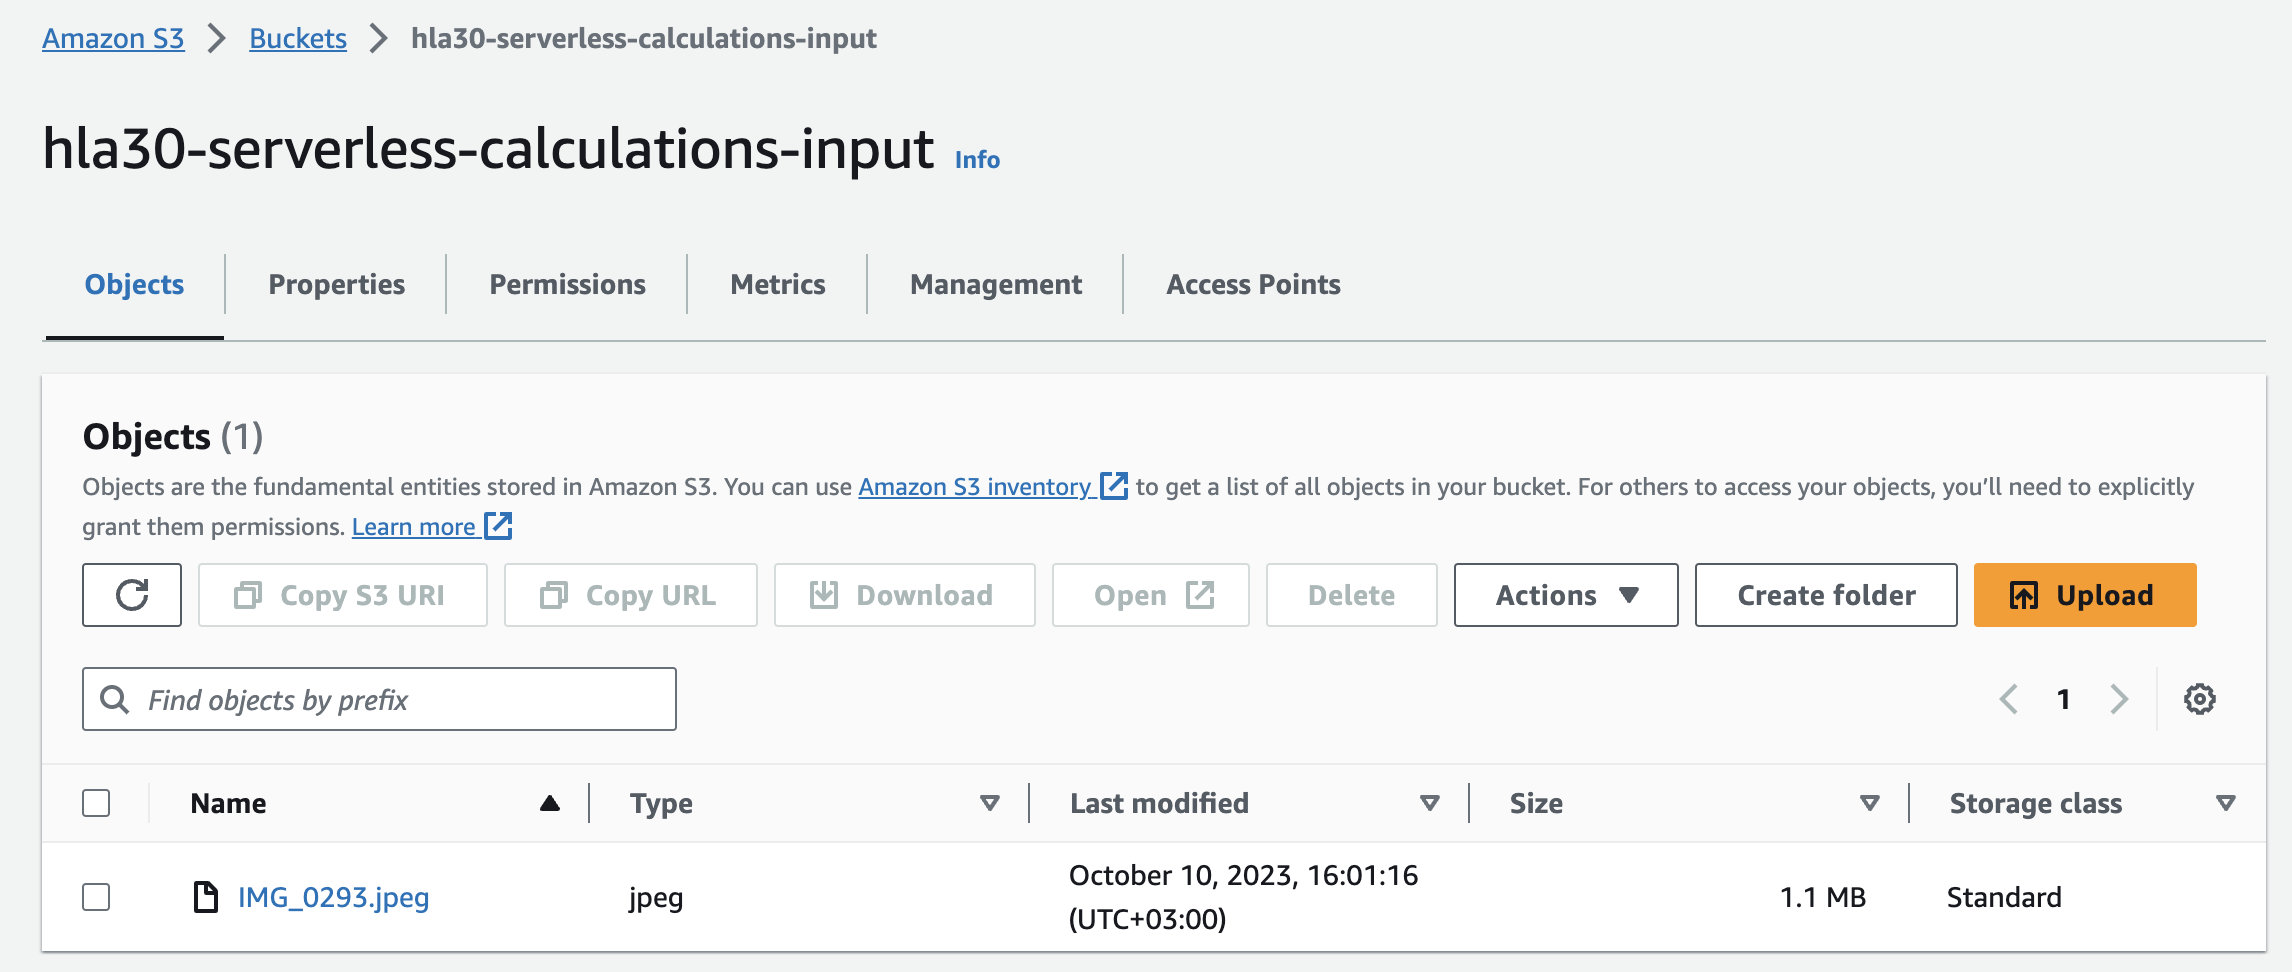 Amazon S3 > Buckets > hla30-serverless-calculations-input
hla30-serverless-calculations-input Info
Objects Properties Permissions Metrics Management Access Points
Objects (1)
Objects are the fundamental entities stored in Amazon S3. You can use Amazon S3 inventory to get a list of all objects in your bucket. For others to access your objects, you’ll need to explicitly
grant them permissions. Learn more
Copy S3 URI Copy URL Download Open Delete Actions Create folder Upload
Find objects by prefix 1
Name Type Last modified Size Storage class
IMG_0293.jpeg jpeg October 10, 2023, 16:01:16 1.1 MB Standard
(UTC+03:00)